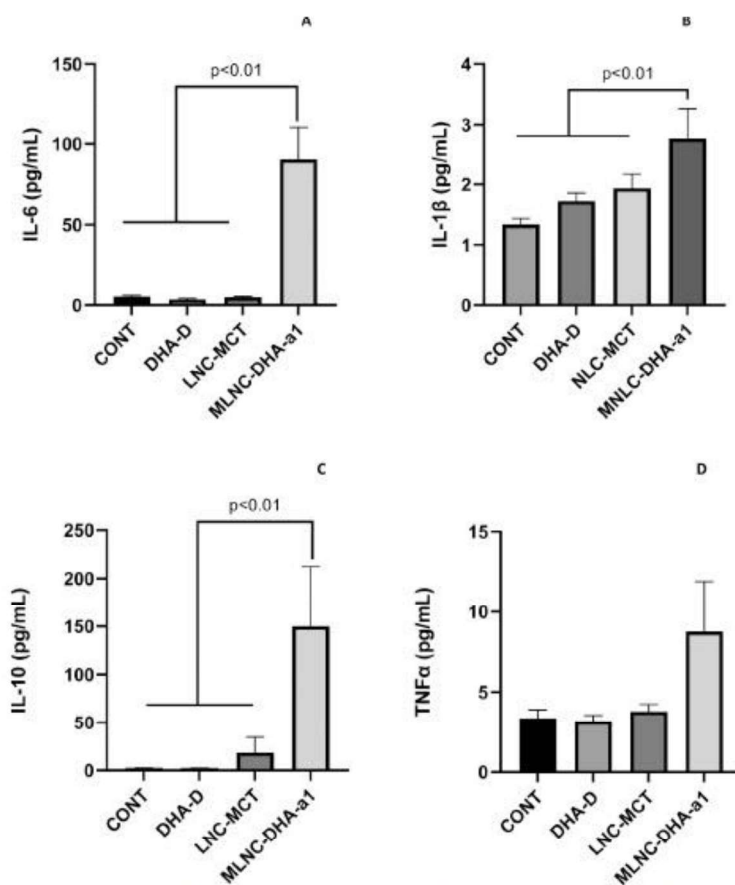 A
p<0.01
150
100
50
0
IL-6 (pg/mL)
CONT
DHA-D
LNC-MCT
MLNC-DHA-a1
B
p<0.01
4
3
2
1
0
IL-1β (pg/mL)
CONT
DHA-D
NLC-MCT
MNLC-DHA-a1
C
p<0.01
250
200
150
100
50
0
IL-10 (pg/mL)
CONT
DHA-D
LNC-MCT
MLNC-DHA-a1
D
15
10
5
0
TNFα (pg/mL)
CONT
DHA-D
LNC-MCT
MLNC-DHA-a1